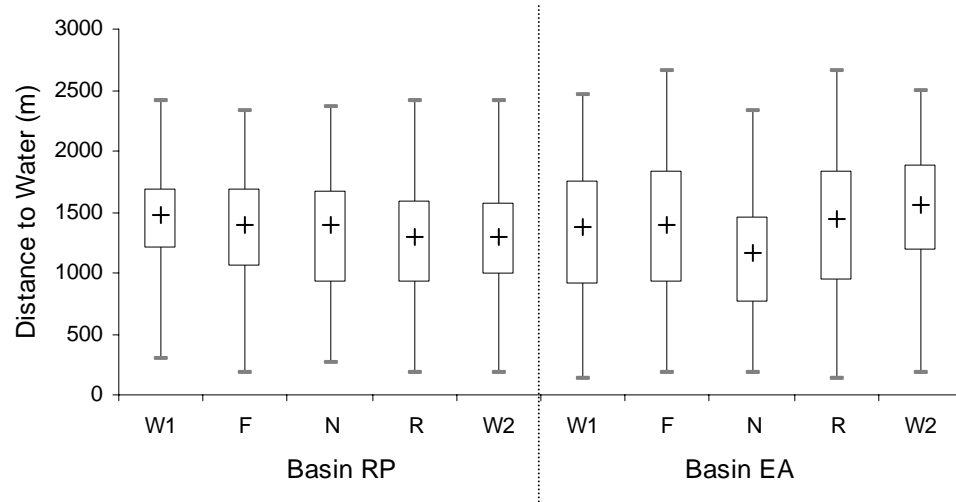 Distance to Water (m)
3000
2500
2000
1500
1000
500
0
W1 F N R W2 W1 F N R W2
Basin RP Basin EA